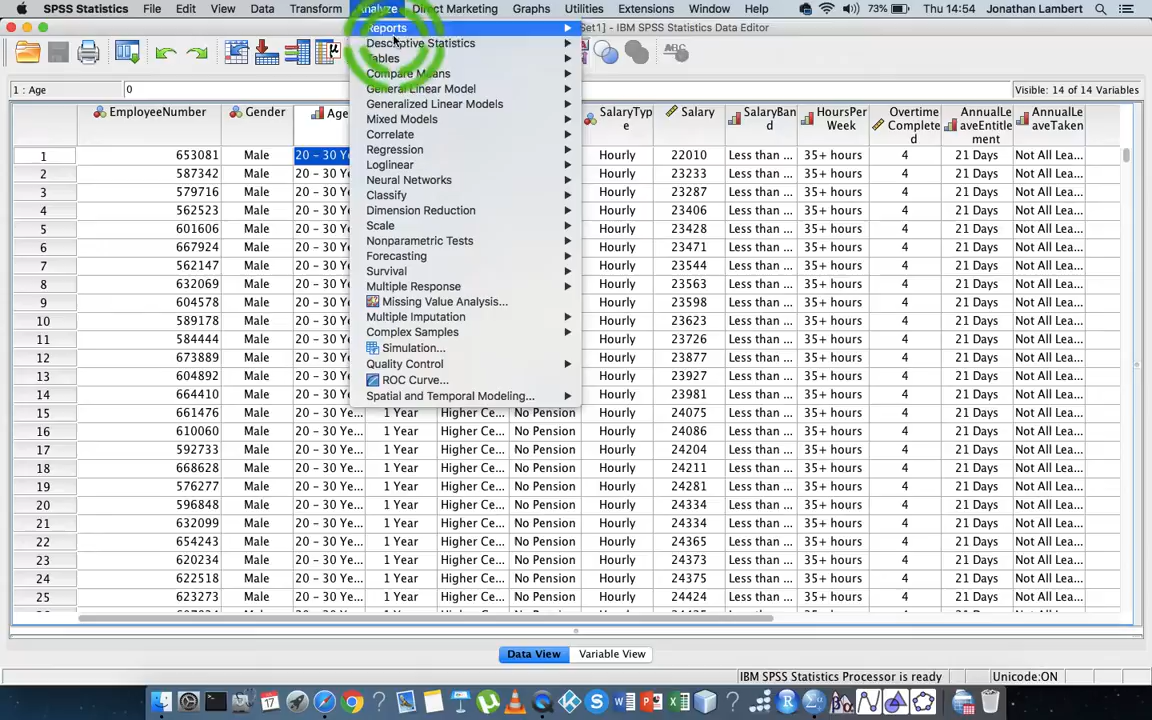 SPSS Statistics File Edit View Data Transform Analyze Direct Marketing Graphs Utilities Extensions Window Help 73% Thu 14:54 Jonathan Lambert
Set1] - IBM SPSS Statistics Data Editor
1 : Age 0 Visible: 14 of 14 Variables
Reports
Descriptive Statistics
Tables
Compare Means
General Linear Model
Generalized Linear Models
Mixed Models
Correlate
Regression
Loglinear
Neural Networks
Classify
Dimension Reduction
Scale
Nonparametric Tests
Forecasting
Survival
Multiple Response
Missing Value Analysis...
Multiple Imputation
Complex Samples
Simulation...
Quality Control
ROC Curve...
Spatial and Temporal Modeling...
EmployeeNumber Gender Age SalaryTyp Salary SalaryBan HoursPer Overtime AnnualLe AnnualLe
e d Week Complete aveEntitle aveTaken
d ment
1 653081 Male 20 - 30 Ye Hourly 22010 Less than ... 35+ hours 4 21 Days Not All Lea...
2 587342 Male 20 - 30 Ye Hourly 23233 Less than ... 35+ hours 4 21 Days Not All Lea...
3 579716 Male 20 - 30 Ye Hourly 23287 Less than ... 35+ hours 4 21 Days Not All Lea...
4 562523 Male 20 - 30 Ye Hourly 23406 Less than ... 35+ hours 4 21 Days Not All Lea...
5 601606 Male 20 - 30 Ye Hourly 23428 Less than ... 35+ hours 4 21 Days Not All Lea...
6 667924 Male 20 - 30 Ye Hourly 23471 Less than ... 35+ hours 4 21 Days Not All Lea...
7 562147 Male 20 - 30 Ye Hourly 23544 Less than ... 35+ hours 4 21 Days Not All Lea...
8 632069 Male 20 - 30 Ye Hourly 23563 Less than ... 35+ hours 4 21 Days Not All Lea...
9 604578 Male 20 - 30 Ye Hourly 23598 Less than ... 35+ hours 4 21 Days Not All Lea...
10 589178 Male 20 - 30 Ye Hourly 23623 Less than ... 35+ hours 4 21 Days Not All Lea...
11 584444 Male 20 - 30 Ye Hourly 23726 Less than ... 35+ hours 4 21 Days Not All Lea...
12 673889 Male 20 - 30 Ye Hourly 23877 Less than ... 35+ hours 4 21 Days Not All Lea...
13 604892 Male 20 - 30 Ye Hourly 23927 Less than ... 35+ hours 4 21 Days Not All Lea...
14 664410 Male 20 - 30 Ye Hourly 23981 Less than ... 35+ hours 4 21 Days Not All Lea...
15 661476 Male 20 - 30 Ye... 1 Year Higher Ce... No Pension Hourly 24075 Less than ... 35+ hours 4 21 Days Not All Lea...
16 610060 Male 20 - 30 Ye... 1 Year Higher Ce... No Pension Hourly 24086 Less than ... 35+ hours 4 21 Days Not All Lea...
17 592733 Male 20 - 30 Ye... 1 Year Higher Ce... No Pension Hourly 24204 Less than ... 35+ hours 4 21 Days Not All Lea...
18 668628 Male 20 - 30 Ye... 1 Year Higher Ce... No Pension Hourly 24211 Less than ... 35+ hours 4 21 Days Not All Lea...
19 576277 Male 20 - 30 Ye... 1 Year Higher Ce... No Pension Hourly 24281 Less than ... 35+ hours 4 21 Days Not All Lea...
20 596848 Male 20 - 30 Ye... 1 Year Higher Ce... No Pension Hourly 24334 Less than ... 35+ hours 4 21 Days Not All Lea...
21 632099 Male 20 - 30 Ye... 1 Year Higher Ce... No Pension Hourly 24334 Less than ... 35+ hours 4 21 Days Not All Lea...
22 654243 Male 20 - 30 Ye... 1 Year Higher Ce... No Pension Hourly 24365 Less than ... 35+ hours 4 21 Days Not All Lea...
23 620234 Male 20 - 30 Ye... 1 Year Higher Ce... No Pension Hourly 24373 Less than ... 35+ hours 4 21 Days Not All Lea...
24 622518 Male 20 - 30 Ye... 1 Year Higher Ce... No Pension Hourly 24375 Less than ... 35+ hours 4 21 Days Not All Lea...
25 623273 Male 20 - 30 Ye... 1 Year Higher Ce... No Pension Hourly 24424 Less than ... 35+ hours 4 21 Days Not All Lea...
Data View Variable View
IBM SPSS Statistics Processor is ready Unicode:ON